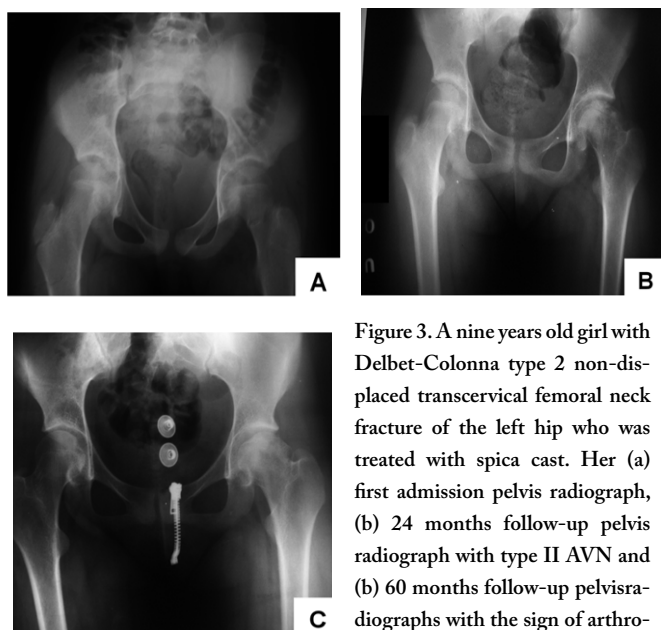 A
B
C
Figure 3. A nine years old girl with
Delbet-Colonna type 2 non-dis-
placed transcervical femoral neck
fracture of the left hip who was
treated with spica cast. Her (a)
first admission pelvis radiograph,
(b) 24 months follow-up pelvis
radiograph with type II AVN and
(b) 60 months follow-up pelvisra-
diographs with the sign of arthro-